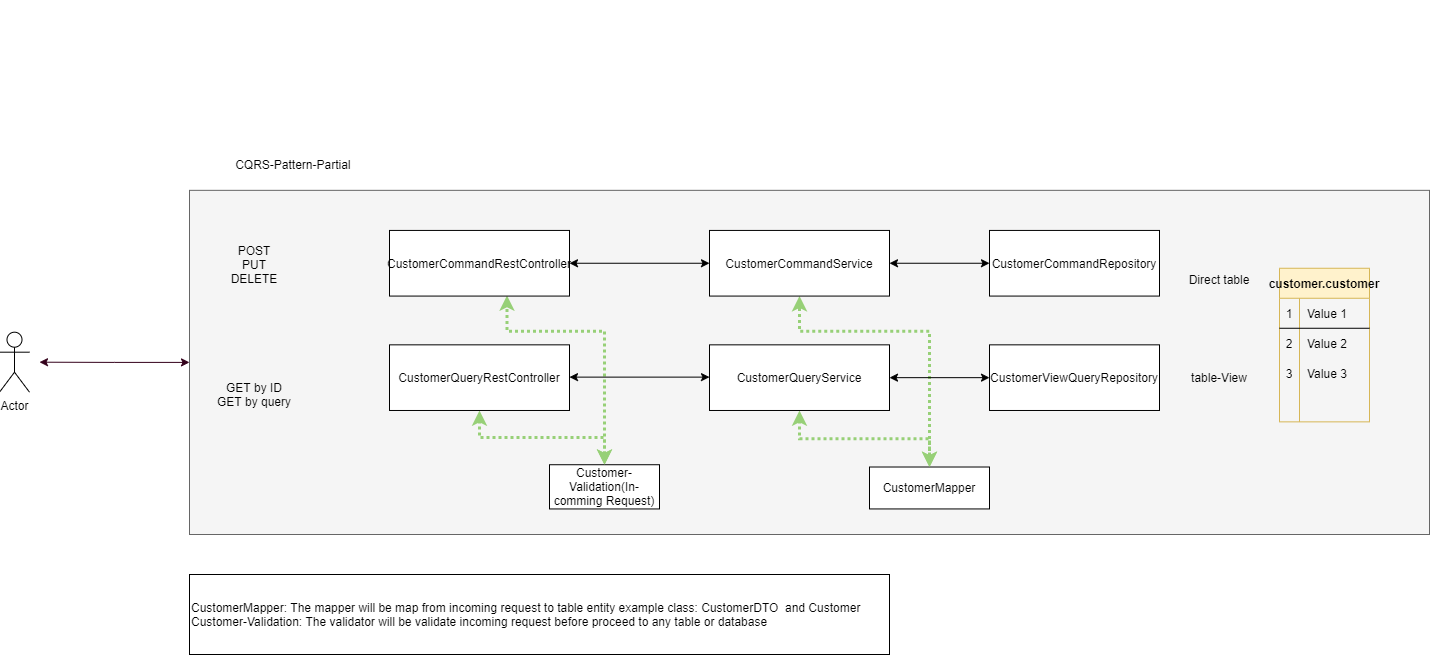 CQRS-Pattern-Partial
POST
PUT
DELETE
CustomerCommandRestController
CustomerCommandService
CustomerCommandRepository
Direct table
customer.customer
1 Value 1
2 Value 2
3 Value 3
Actor
GET by ID
GET by query
CustomerQueryRestController
CustomerQueryService
CustomerViewQueryRepository
table-View
Customer-
Validation(In-
comming Request)
CustomerMapper
CustomerMapper: The mapper will be map from incoming request to table entity example class: CustomerDTO and Customer
Customer-Validation: The validator will be validate incoming request before proceed to any table or database